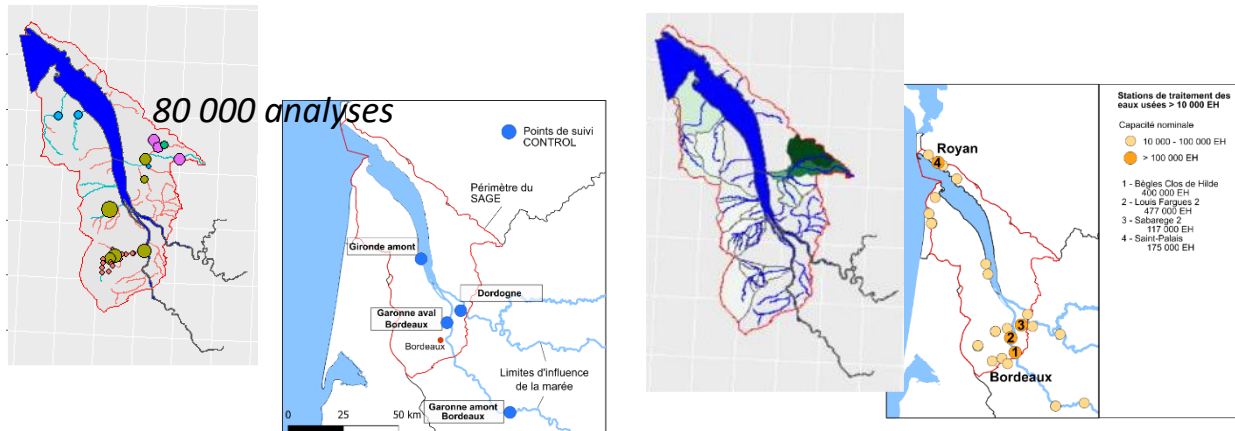 80 000 analyses
Points de suivi
CONTROL
Périmètre du
SAGE
Gironde amont
Dordogne
Garonne aval
Bordeaux
Bordeaux
Limites d'influence
de la marée
Garonne amont
Bordeaux
0 25 50 km
Royan
4
3
2
1
Bordeaux
Stations de traitement des
eaux usées > 10 000 EH
Capacité nominale
10 000 - 100 000 EH
> 100 000 EH
1 - Bègles Clos de Hilde
400 000 EH
2 - Louis Fargues 2
477 000 EH
3 - Sabarege 2
117 000 EH
4 - Saint-Palais
175 000 EH